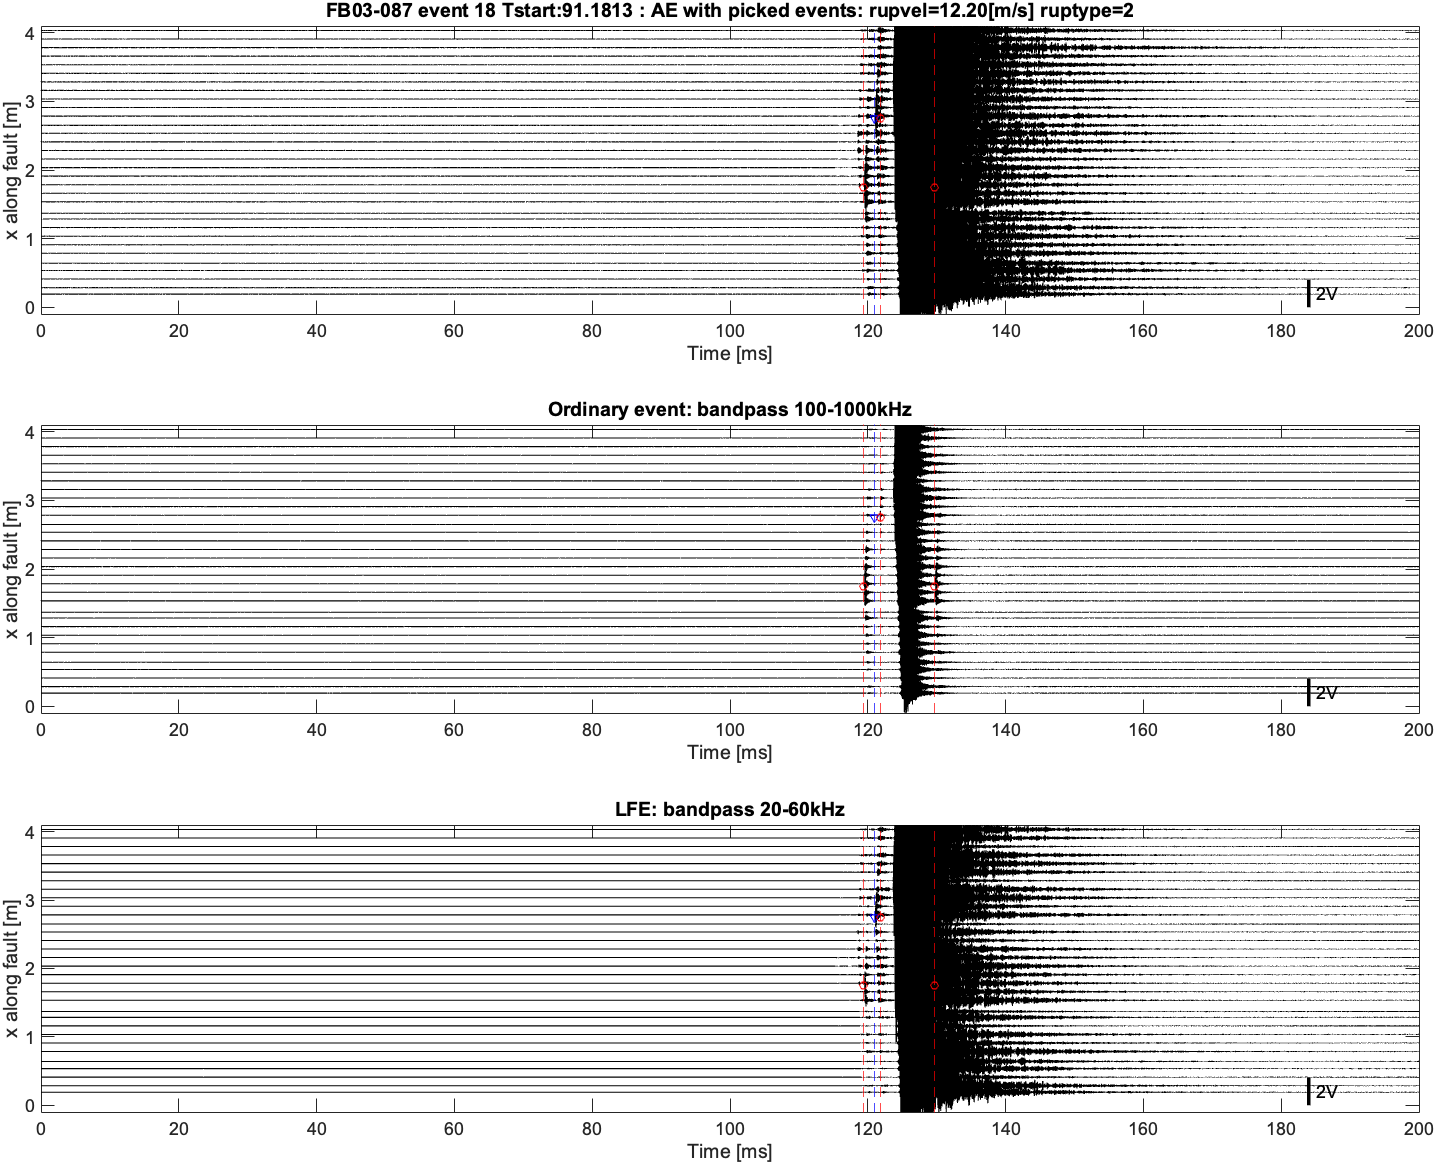 FB03-087 event 18 Tstart:91.1813 : AE with picked events: rupvel=12.20[m/s] ruptype=2
4
3
2
1
0
x along fault [m]
2V
0 20 40 60 80 100 120 140 160 180 200
Time [ms]
Ordinary event: bandpass 100-1000kHz
4
3
2
1
0
x along fault [m]
2V
0 20 40 60 80 100 120 140 160 180 200
Time [ms]
LFE: bandpass 20-60kHz
4
3
2
1
0
x along fault [m]
2V
0 20 40 60 80 100 120 140 160 180 200
Time [ms]